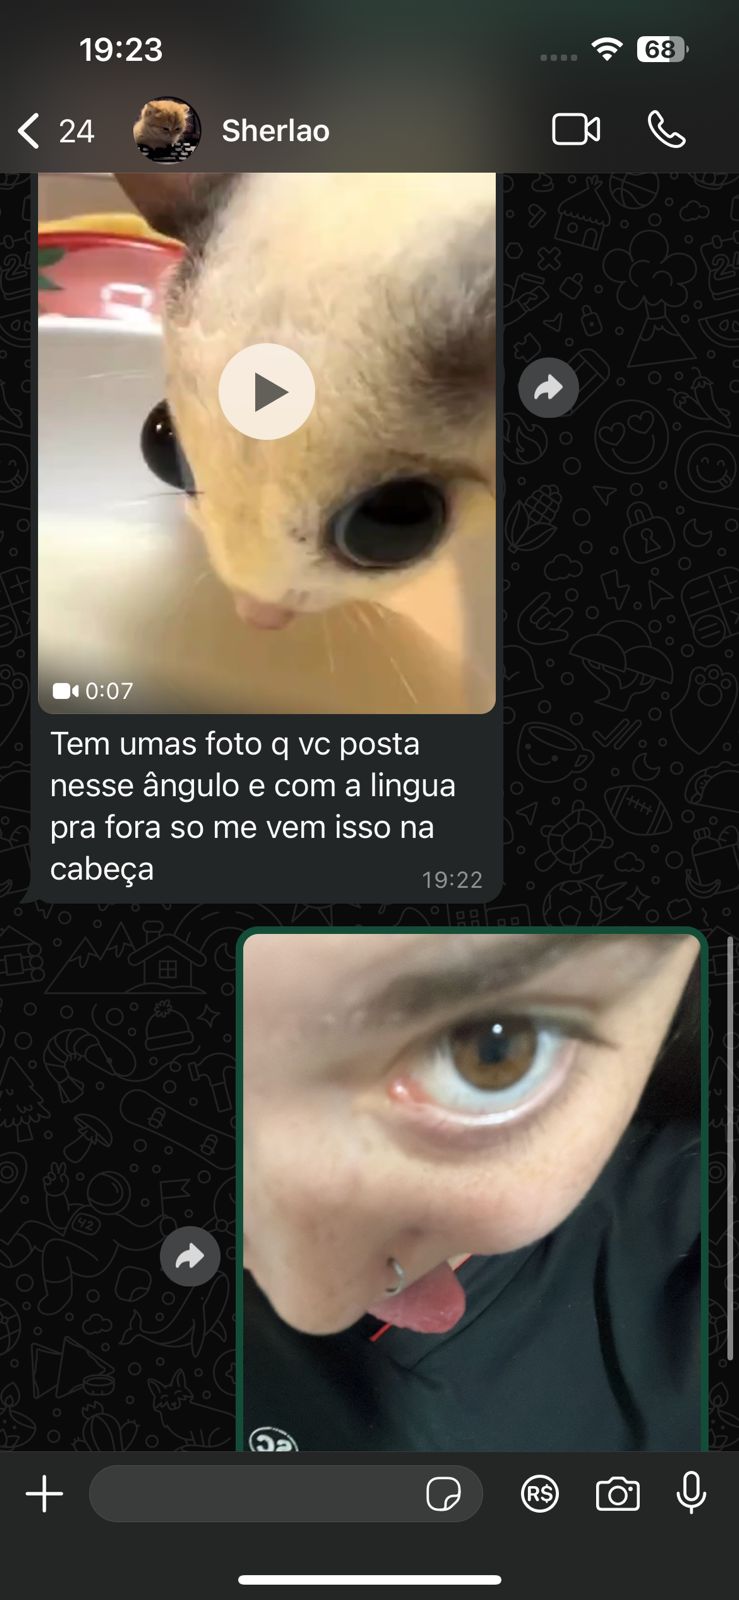 19:23
68
24
Sherlao
0:07
Tem umas foto q vc posta
nesse ângulo e com a lingua
pra fora so me vem isso na
cabeça
19:22
R$